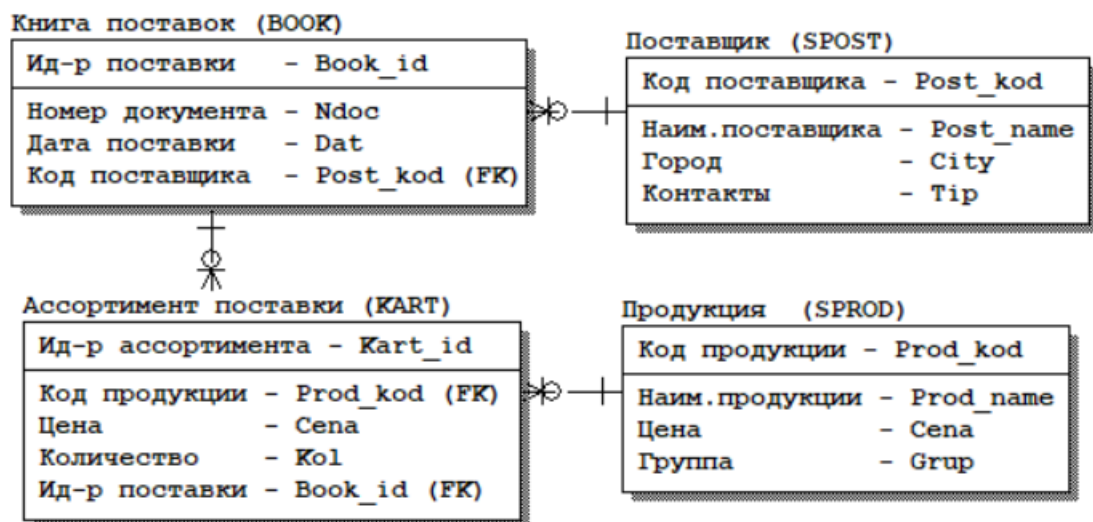 Книга поставок (BOOK)
Ид-р поставки - Book_id
Номер документа - Ndoc
Дата поставки - Dat
Код поставщика - Post_kod (FK)
Поставщик (SPOST)
Код поставщика - Post_kod
Наим.поставщика - Post_name
Город - City
Контакты - Tip
Ассортимент поставки (KART)
Ид-р ассортимента - Kart_id
Код продукции - Prod_kod (FK)
Цена - Cena
Количество - Kol
Ид-р поставки - Book_id (FK)
Продукция (SPROD)
Код продукции - Prod_kod
Наим.продукции - Prod_name
Цена - Cena
Группа - Grup